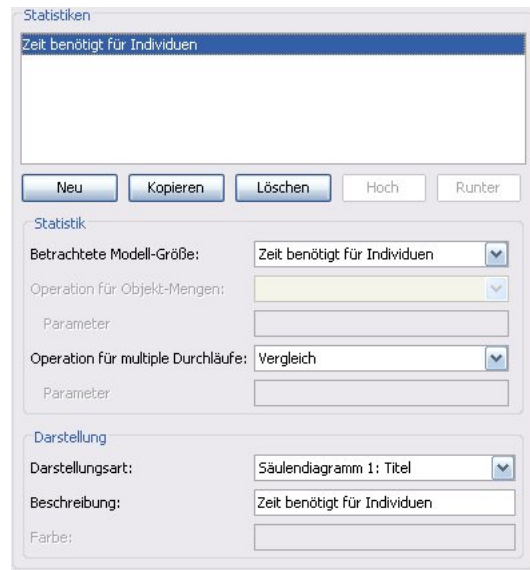 Statistiken
Zeit benötigt für Individuen
Neu Kopieren Löschen Hoch Runter
Statistik
Betrachtete Modell-Größe: Zeit benötigt für Individuen
Operation für Objekt-Mengen:
Parameter
Operation für multiple Durchläufe: Vergleich
Parameter
Darstellung
Darstellungsart: Säulendiagramm 1: Titel
Beschreibung: Zeit benötigt für Individuen
Farbe: